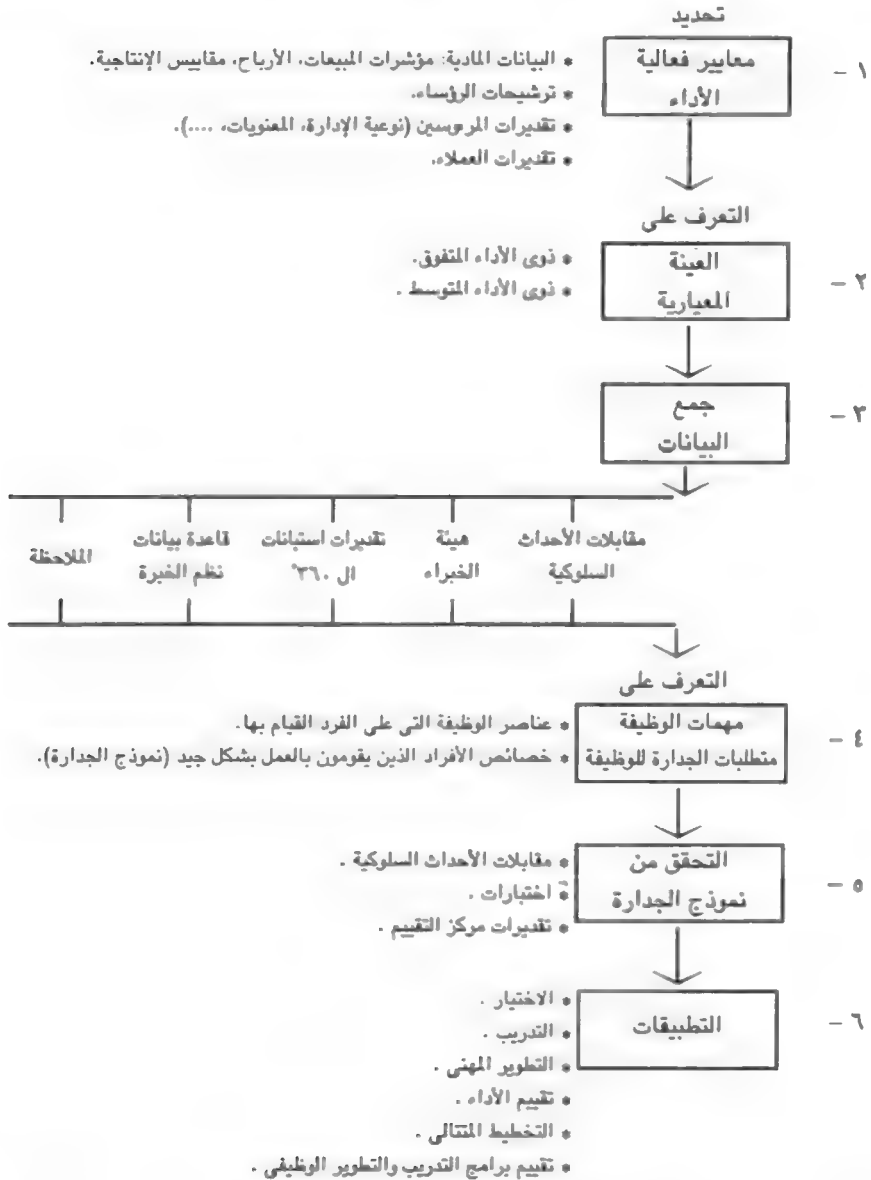 تحديد
١ –
معايير فعالية
الأداء
* البيانات المادية: مؤشرات المبيعات، الأرباح، مقاييس الإنتاجية.
* ترشيحات الرؤساء.
* تقديرات المرءوسين (نوعية الإدارة، المعنويات، ....).
* تقديرات العملاء.
التعرف على
٢ –
العينة
المعيارية
* ذوى الأداء المتفوق.
* ذوى الأداء المتوسط .
٣ –
جمع
البيانات
مقابلات الأحداث
السلوكية
هيئة
الخبراء
تقديرات استبانات
ال ٣٦٠°
قاعدة بيانات
نظم الخبرة
الملاحظة
التعرف على
٤ –
مهمات الوظيفة
متطلبات الجدارة للوظيفة
* عناصر الوظيفة التى على الفرد القيام بها.
* خصائص الأفراد الذين يقومون بالعمل بشكل جيد (نموذج الجدارة).
٥ –
التحقق من
نموذج الجدارة
* مقابلات الأحداث السلوكية .
* اختبارات .
* تقديرات مركز التقييم .
٦ –
التطبيقات
* الاختيار .
* التدريب .
* التطوير المهنى .
* تقييم الأداء .
* التخطيط المتتالى .
* تقييم برامج التدريب والتطوير الوظيفى .